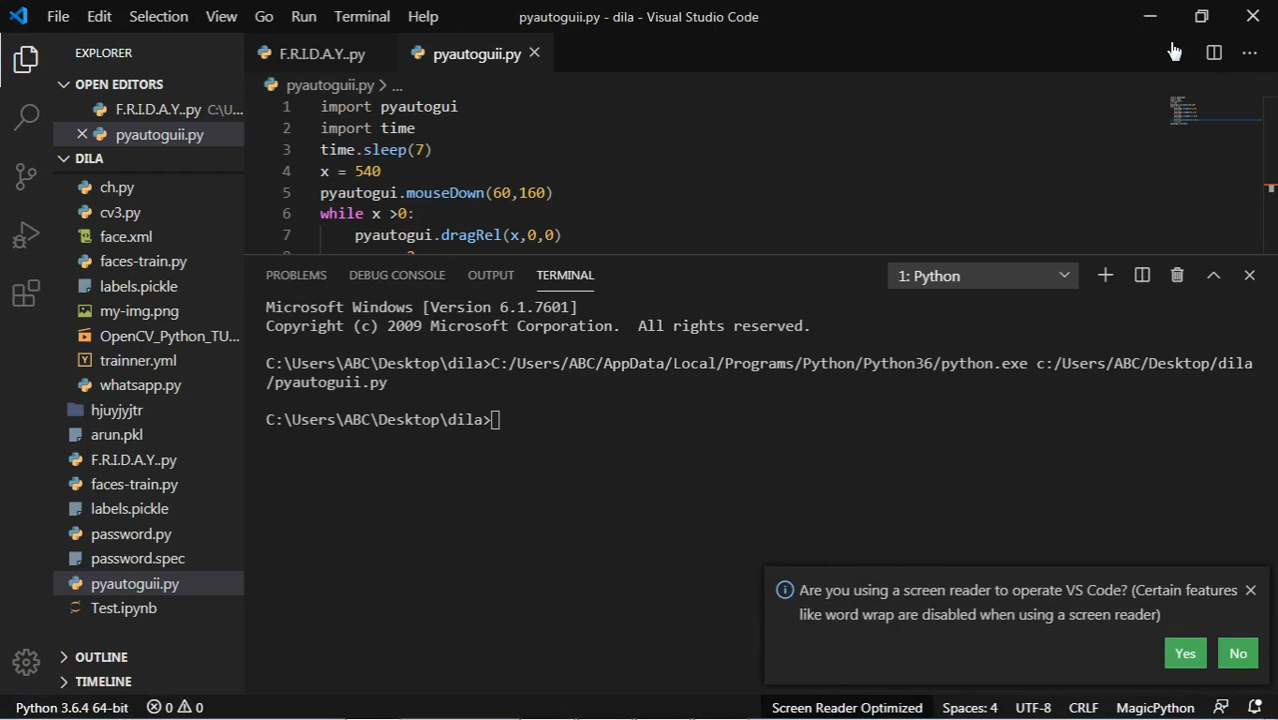 File Edit Selection View Go Run Terminal Help
pyautoguii.py - dila - Visual Studio Code
EXPLORER
OPEN EDITORS
F.R.I.D.A.Y..py C:\U...
pyautoguii.py
DILA
ch.py
cv3.py
face.xml
faces-train.py
labels.pickle
my-img.png
OpenCV_Python_TU...
trainner.yml
whatsapp.py
hjuyjyjtr
arun.pkl
F.R.I.D.A.Y..py
faces-train.py
labels.pickle
password.py
password.spec
pyautoguii.py
Test.ipynb
OUTLINE
TIMELINE
F.R.I.D.A.Y..py
pyautoguii.py
pyautoguii.py > ...
1 import pyautogui
2 import time
3 time.sleep(7)
4 x = 540
5 pyautogui.mouseDown(60,160)
6 while x >0:
7 pyautogui.dragRel(x,0,0)
PROBLEMS DEBUG CONSOLE OUTPUT TERMINAL
1: Python
Microsoft Windows [Version 6.1.7601]
Copyright (c) 2009 Microsoft Corporation. All rights reserved.
C:\Users\ABC\Desktop\dila>C:/Users/ABC/AppData/Local/Programs/Python/Python36/python.exe c:/Users/ABC/Desktop/dila
/pyautoguii.py
C:\Users\ABC\Desktop\dila>
Are you using a screen reader to operate VS Code? (Certain features
like word wrap are disabled when using a screen reader)
Yes No
Python 3.6.4 64-bit 0 0 Screen Reader Optimized Spaces: 4 UTF-8 CRLF MagicPython